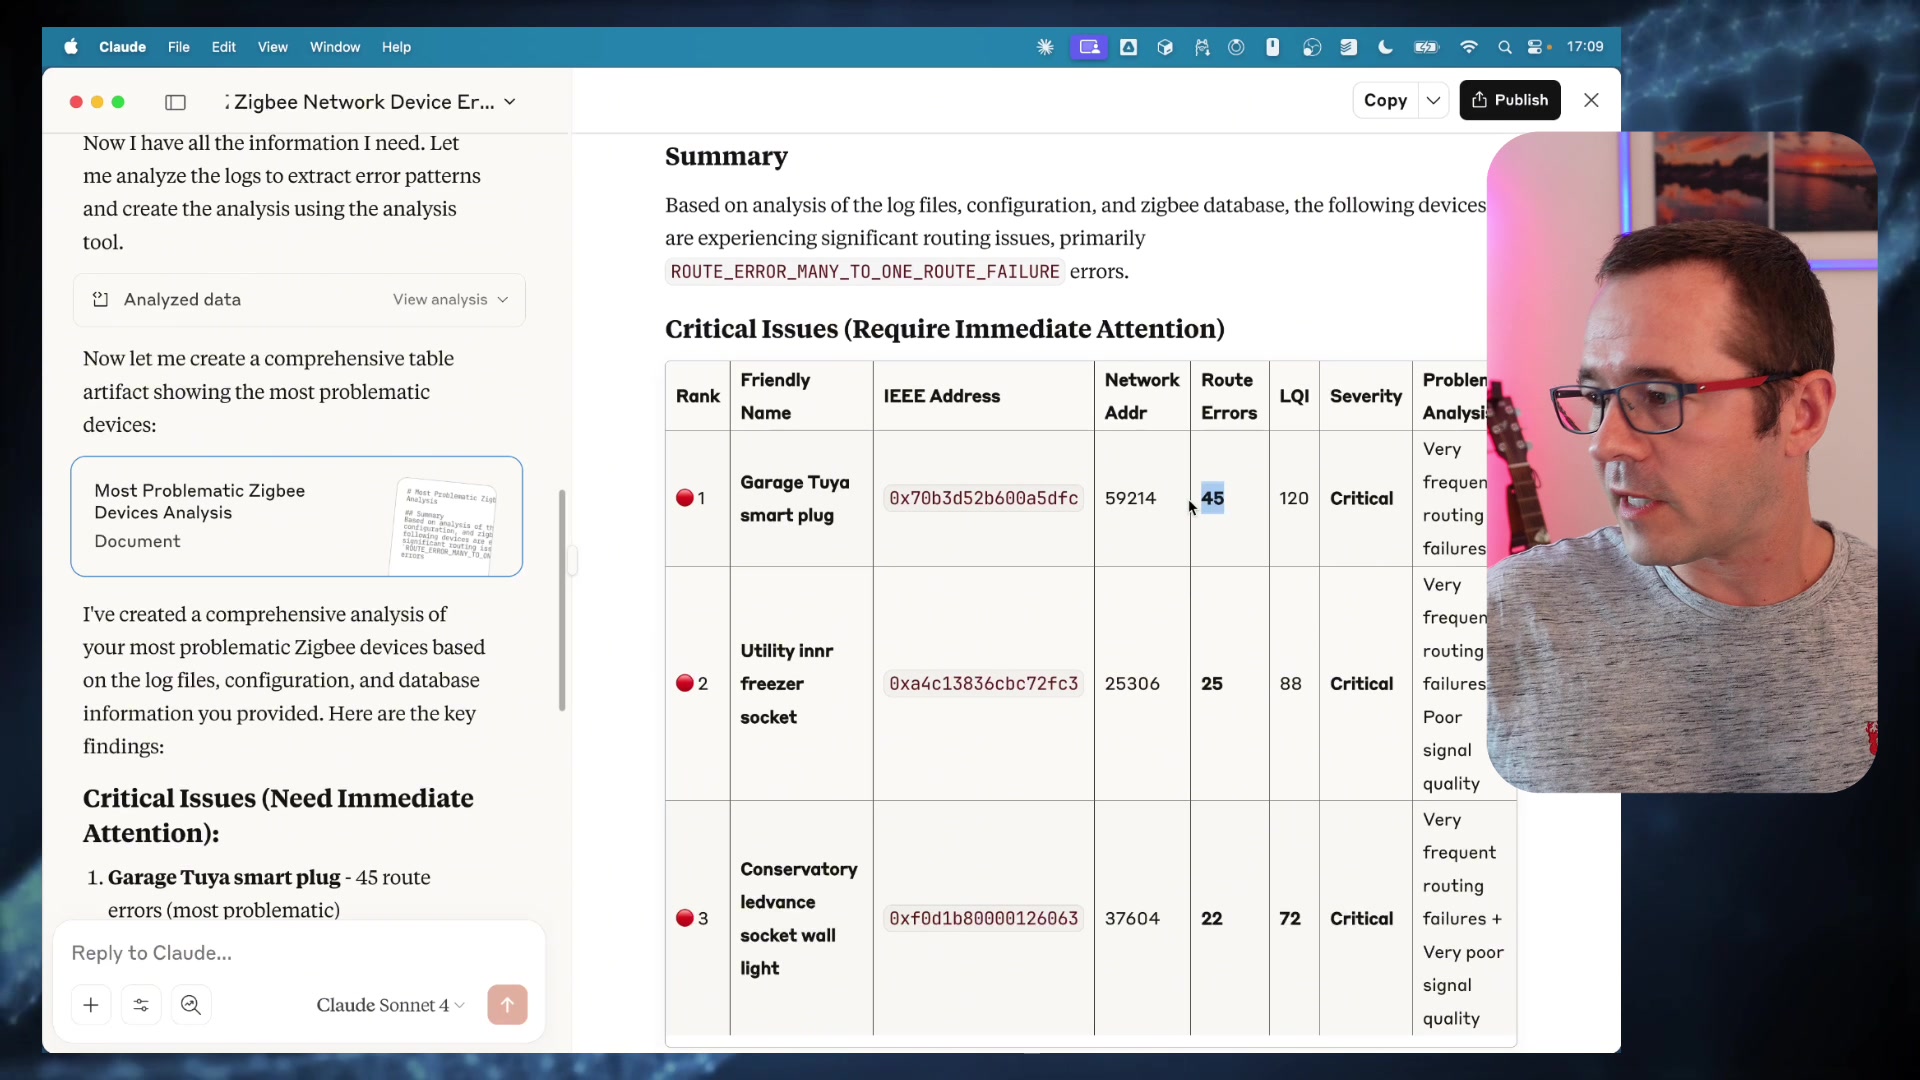 Claude File Edit View Window Help 17:09
Zigbee Network Device Er...
Copy
Publish
Now I have all the information I need. Let
me analyze the logs to extract error patterns
and create the analysis using the analysis
tool.
Analyzed data View analysis
Now let me create a comprehensive table
artifact showing the most problematic
devices:
Most Problematic Zigbee
Devices Analysis
Document
# Most Problematic Zigb
Analysis
## Summary
I've created a comprehensive analysis of
your most problematic Zigbee devices based
on the log files, configuration, and database
information you provided. Here are the key
findings:
Critical Issues (Need Immediate
Attention):
1. Garage Tuya smart plug - 45 route
errors (most problematic)
Reply to Claude...
Claude Sonnet 4
Summary
Based on analysis of the log files, configuration, and zigbee database, the following devices
are experiencing significant routing issues, primarily
ROUTE_ERROR_MANY_TO_ONE_ROUTE_FAILURE errors.
Critical Issues (Require Immediate Attention)
Rank
Friendly
Name
IEEE Address
Network
Addr
Route
Errors
LQI
Severity
Problem
Analysis
1
Garage Tuya
smart plug
0x70b3d52b600a5dfc
59214
45
120
Critical
Very
frequen
routing
failures
2
Utility innr
freezer
socket
0xa4c13836cbc72fc3
25306
25
88
Critical
Very
frequen
routing
failures
Poor
signal
quality
3
Conservatory
ledvance
socket wall
light
0xf0d1b80000126063
37604
22
72
Critical
Very
frequent
routing
failures +
Very poor
signal
quality